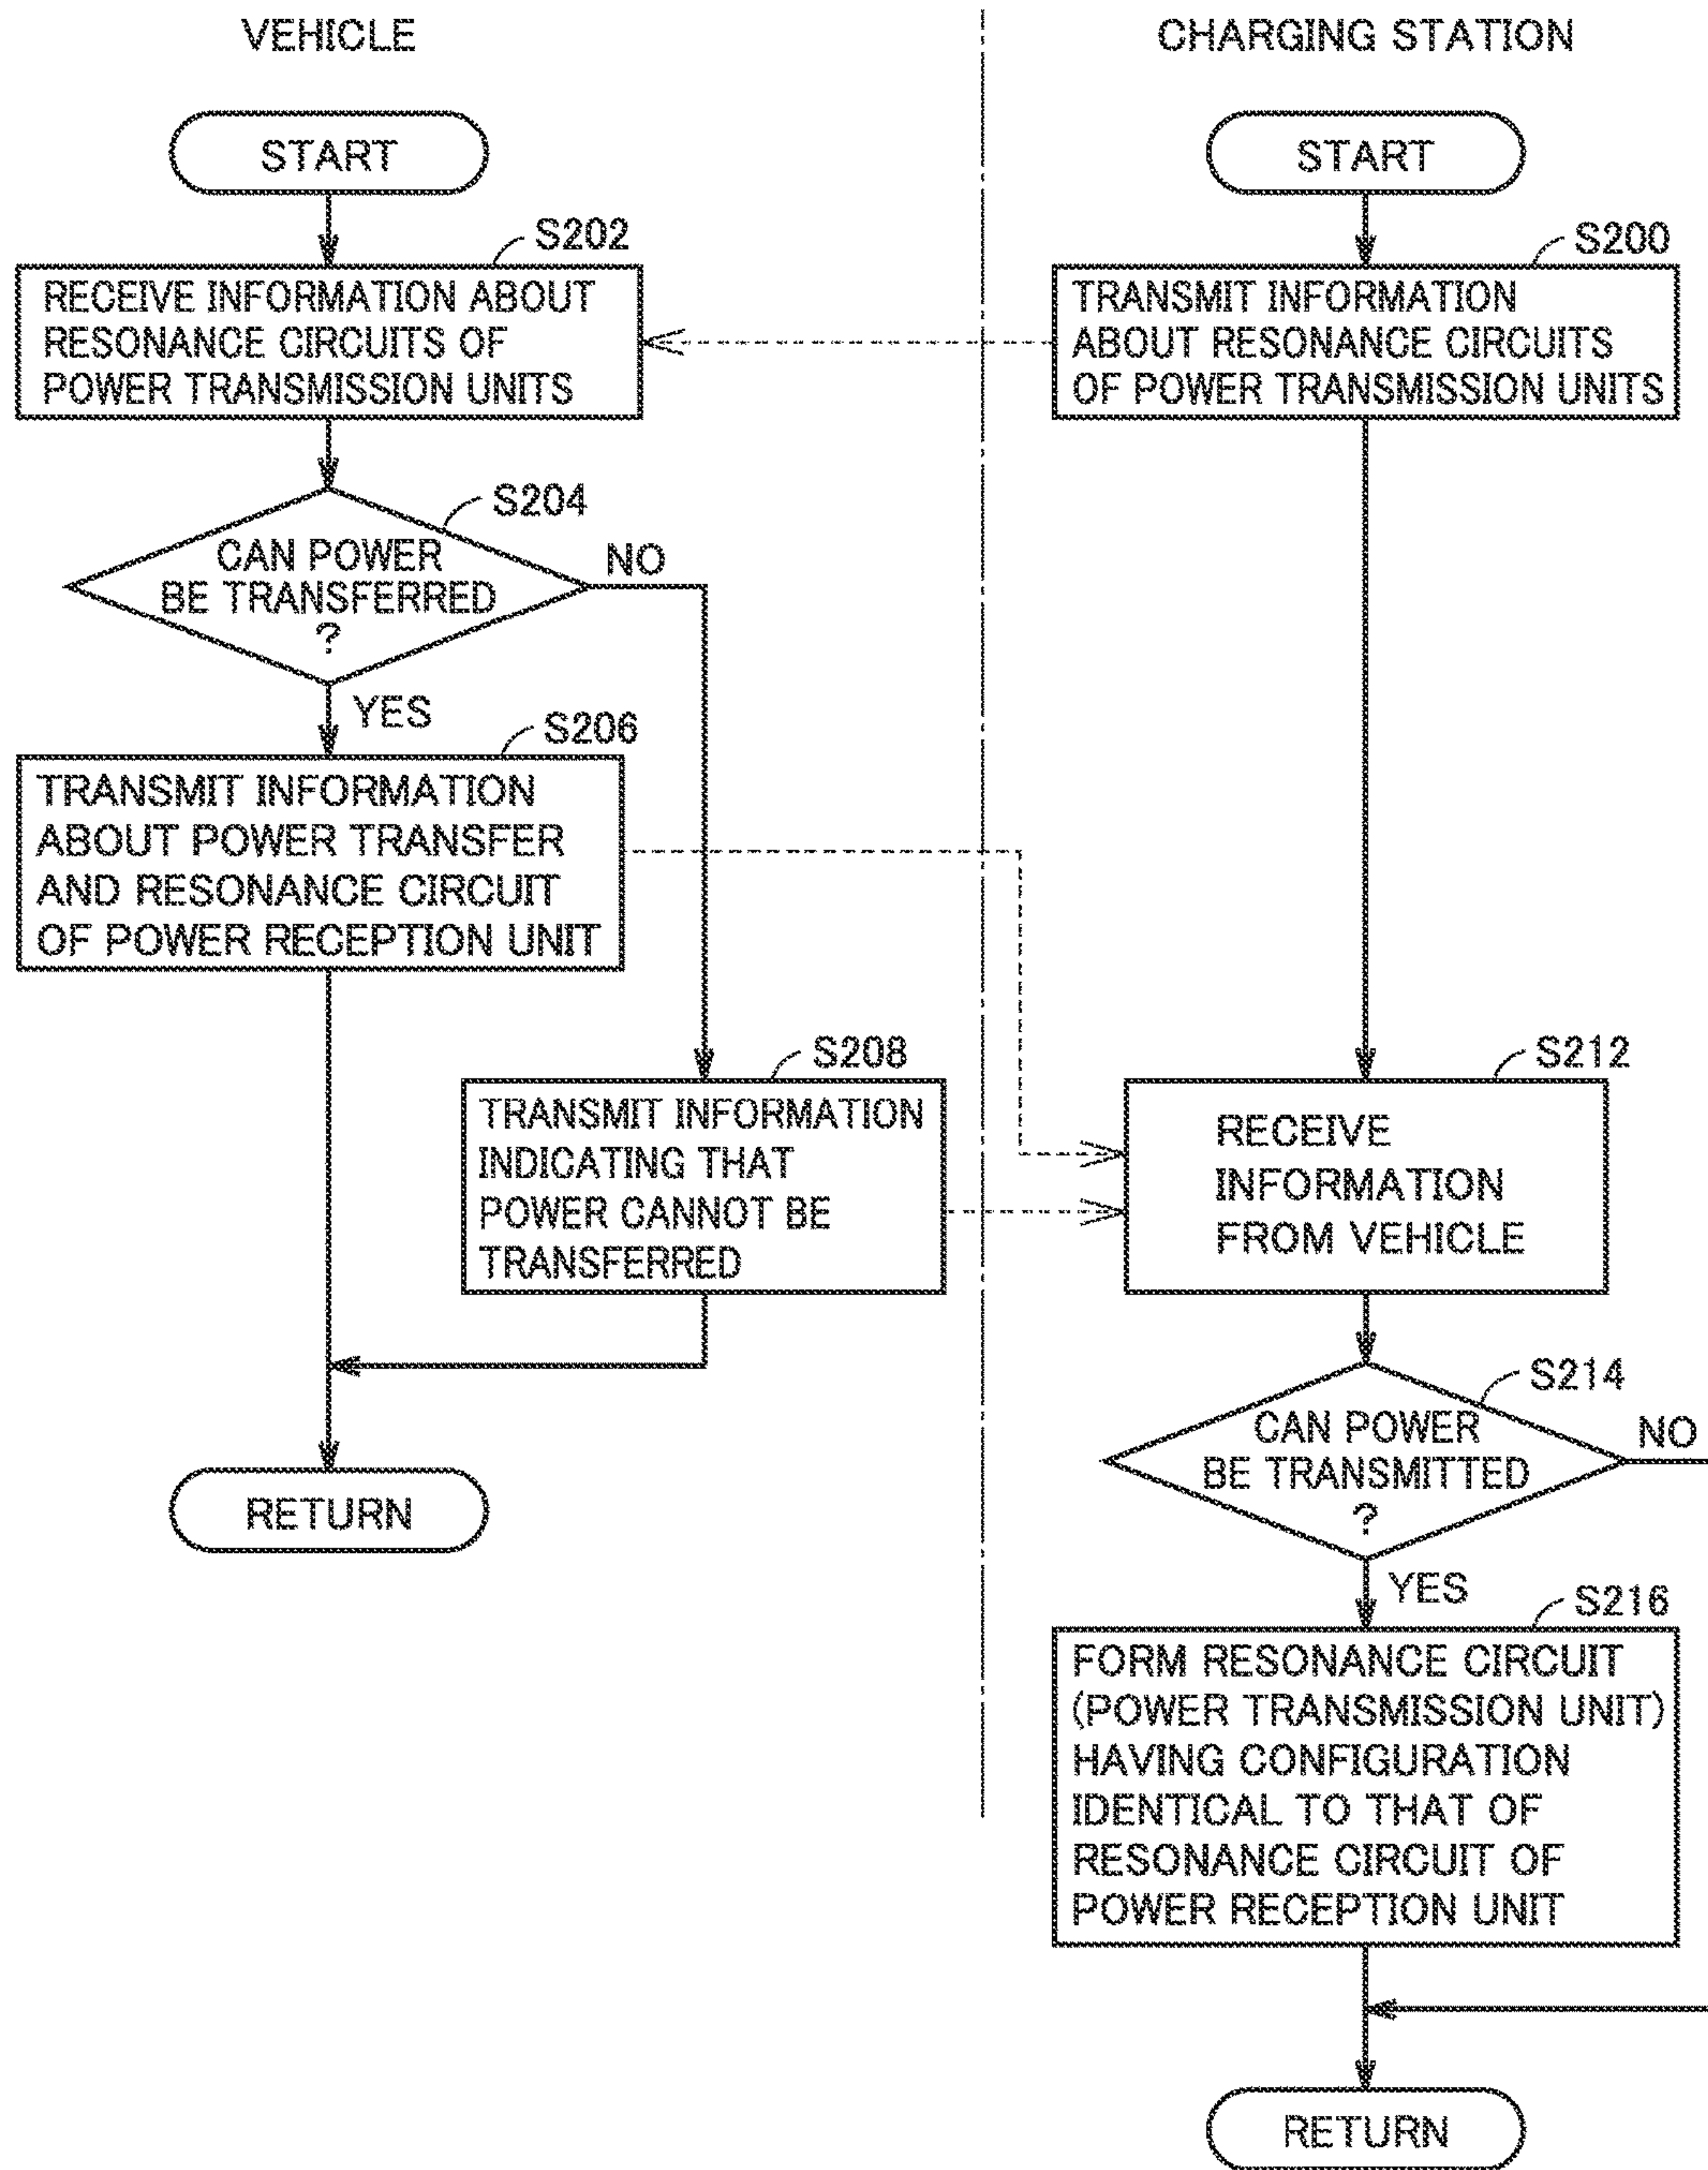 VEHICLE
START
S202
RECEIVE INFORMATION ABOUT
RESONANCE CIRCUITS OF
POWER TRANSMISSION UNITS
S204
CAN POWER
BE TRANSFERRED
?
NO
YES
S206
TRANSMIT INFORMATION
ABOUT POWER TRANSFER
AND RESONANCE CIRCUIT
OF POWER RECEPTION UNIT
S208
TRANSMIT INFORMATION
INDICATING THAT
POWER CANNOT BE
TRANSFERRED
RETURN
CHARGING STATION
START
S200
TRANSMIT INFORMATION
ABOUT RESONANCE CIRCUITS
OF POWER TRANSMISSION UNITS
S212
RECEIVE
INFORMATION
FROM VEHICLE
S214
CAN POWER
BE TRANSMITTED
?
NO
YES
S216
FORM RESONANCE CIRCUIT
(POWER TRANSMISSION UNIT)
HAVING CONFIGURATION
IDENTICAL TO THAT OF
RESONANCE CIRCUIT OF
POWER RECEPTION UNIT
RETURN